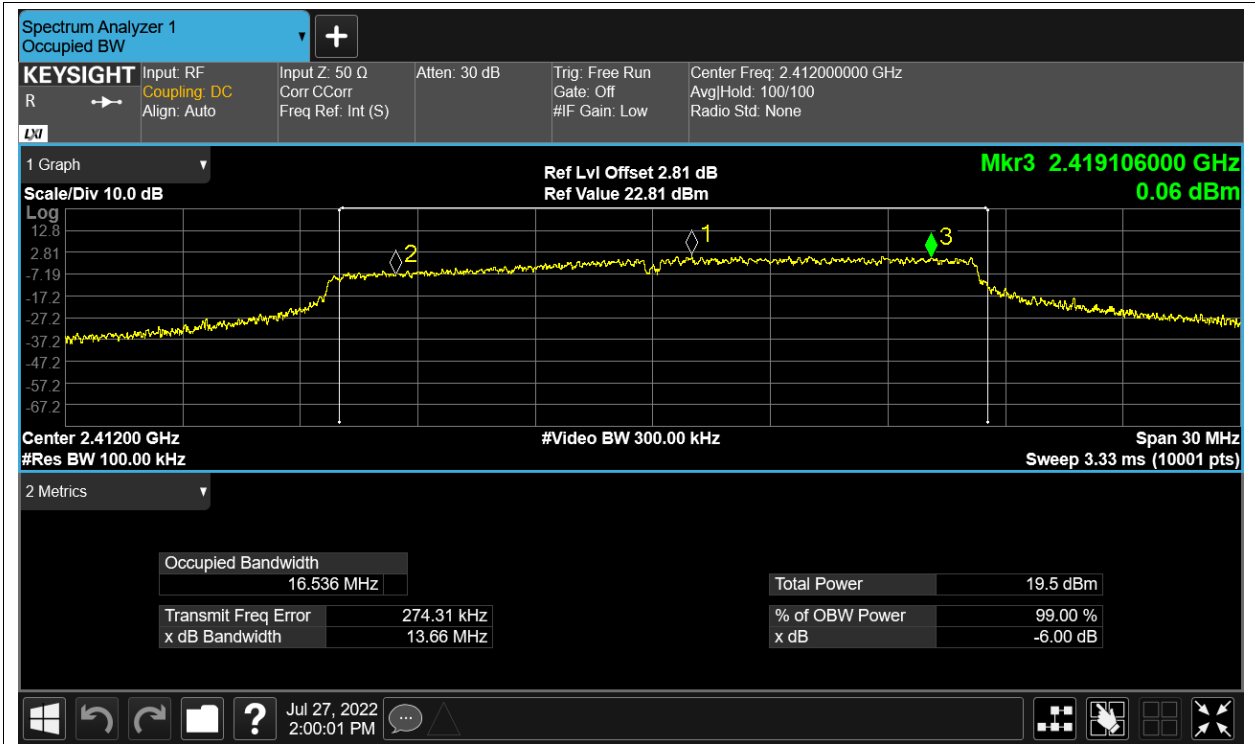 Spectrum Analyzer 1
Occupied BW
KEYSIGHT
R
LXI
Input: RF
Coupling: DC
Align: Auto
Input Z: 50 Ω
Corr CCorr
Freq Ref: Int (S)
Atten: 30 dB
Trig: Free Run
Gate: Off
#IF Gain: Low
Center Freq: 2.412000000 GHz
Avg|Hold: 100/100
Radio Std: None
1 Graph
Scale/Div 10.0 dB
Ref Lvl Offset 2.81 dB
Ref Value 22.81 dBm
Mkr3 2.419106000 GHz
0.06 dBm
Log
12.8
2.81
-7.19
-17.2
-27.2
-37.2
-47.2
-57.2
-67.2
2
1
3
Center 2.41200 GHz
#Video BW 300.00 kHz
Span 30 MHz
#Res BW 100.00 kHz
Sweep 3.33 ms (10001 pts)
2 Metrics
Occupied Bandwidth
16.536 MHz
Transmit Freq Error 274.31 kHz
x dB Bandwidth 13.66 MHz
Total Power 19.5 dBm
% of OBW Power 99.00 %
x dB -6.00 dB
?
Jul 27, 2022
2:00:01 PM